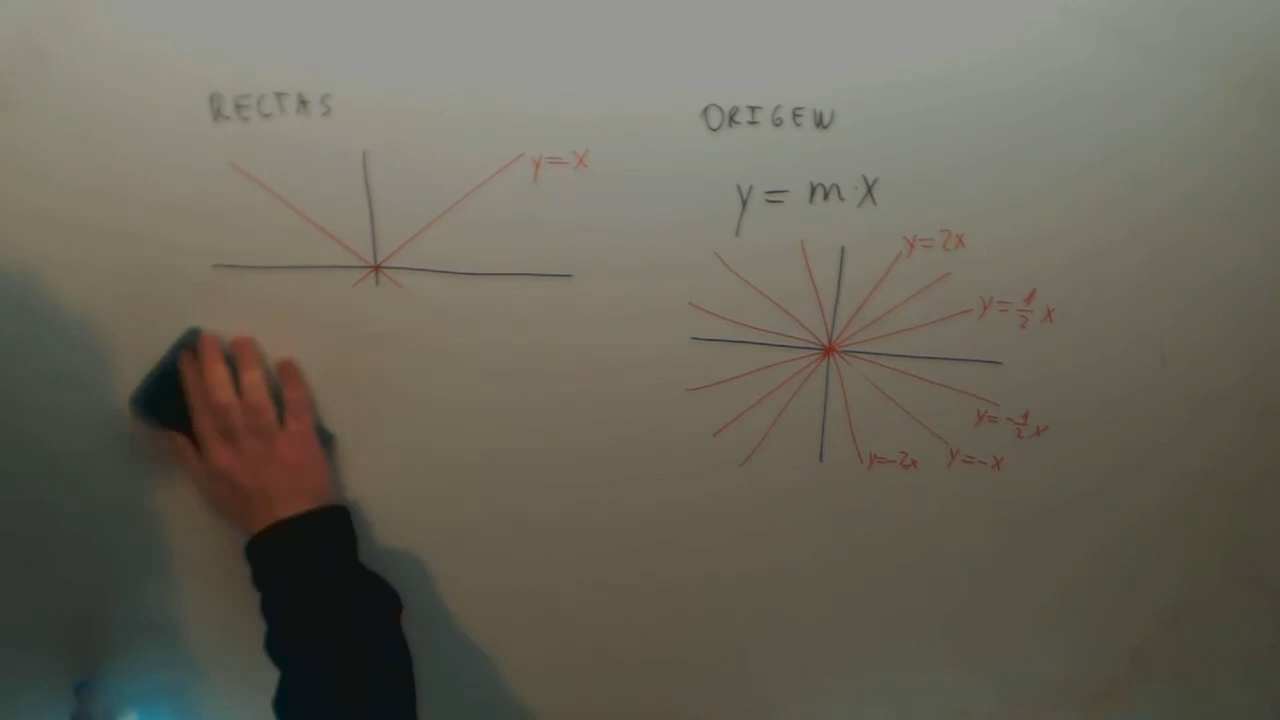 RECTAS
y=x
ORIGEN
y = m·x
y=2x
y=1/2 x
y=-1/2 x
y=-2x
y=-x